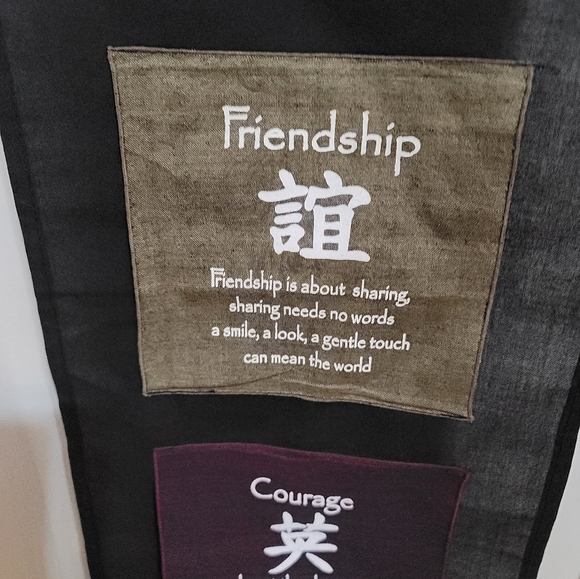 Friendship
誼
Friendship is about sharing,
sharing needs no words
a smile, a look, a gentle touch
can mean the world
Courage
英